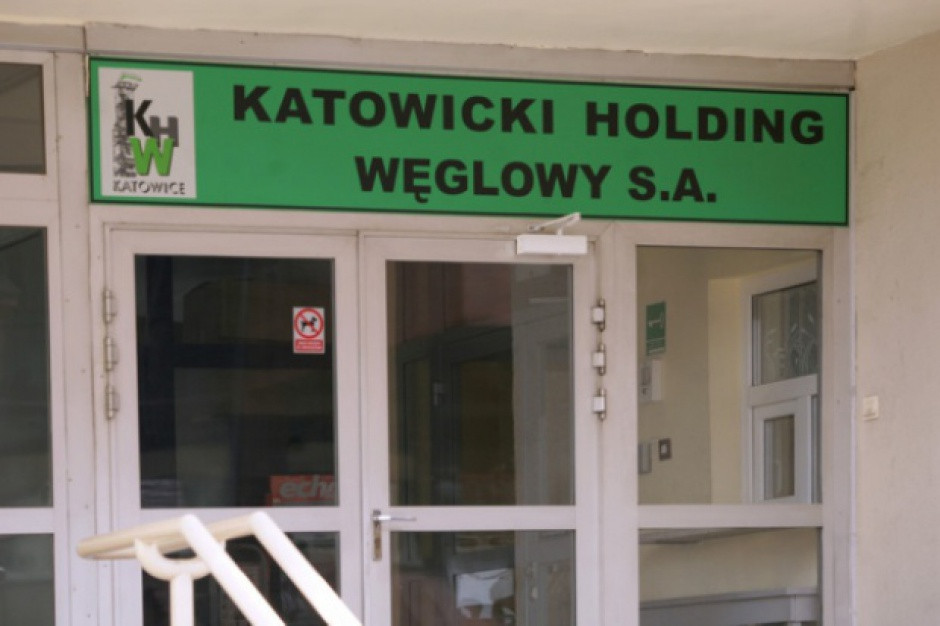 KATOWICKI HOLDING
WĘGLOWY S.A.
KHW
KATOWICE
echo